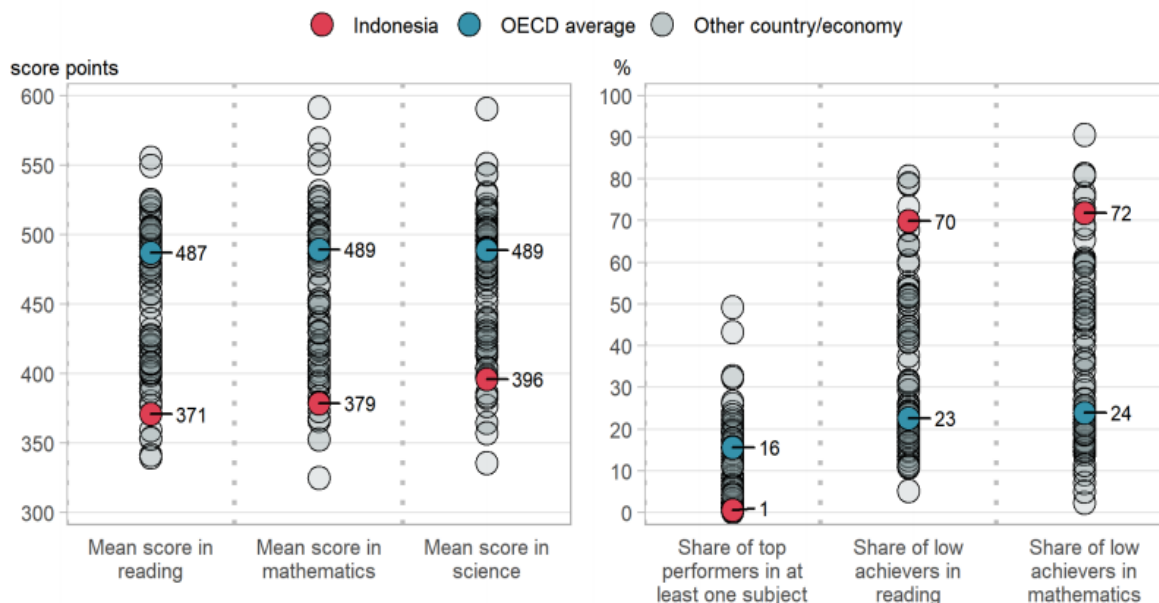 Indonesia OECD average Other country/economy
score points
600
550
500
450
400
350
300
487
489
489
371
379
396
Mean score in
reading
Mean score in
mathematics
Mean score in
science
%
100
90
80
70
60
50
40
30
20
10
0
16
1
70
23
72
24
Share of top
performers in at
least one subject
Share of low
achievers in
reading
Share of low
achievers in
mathematics